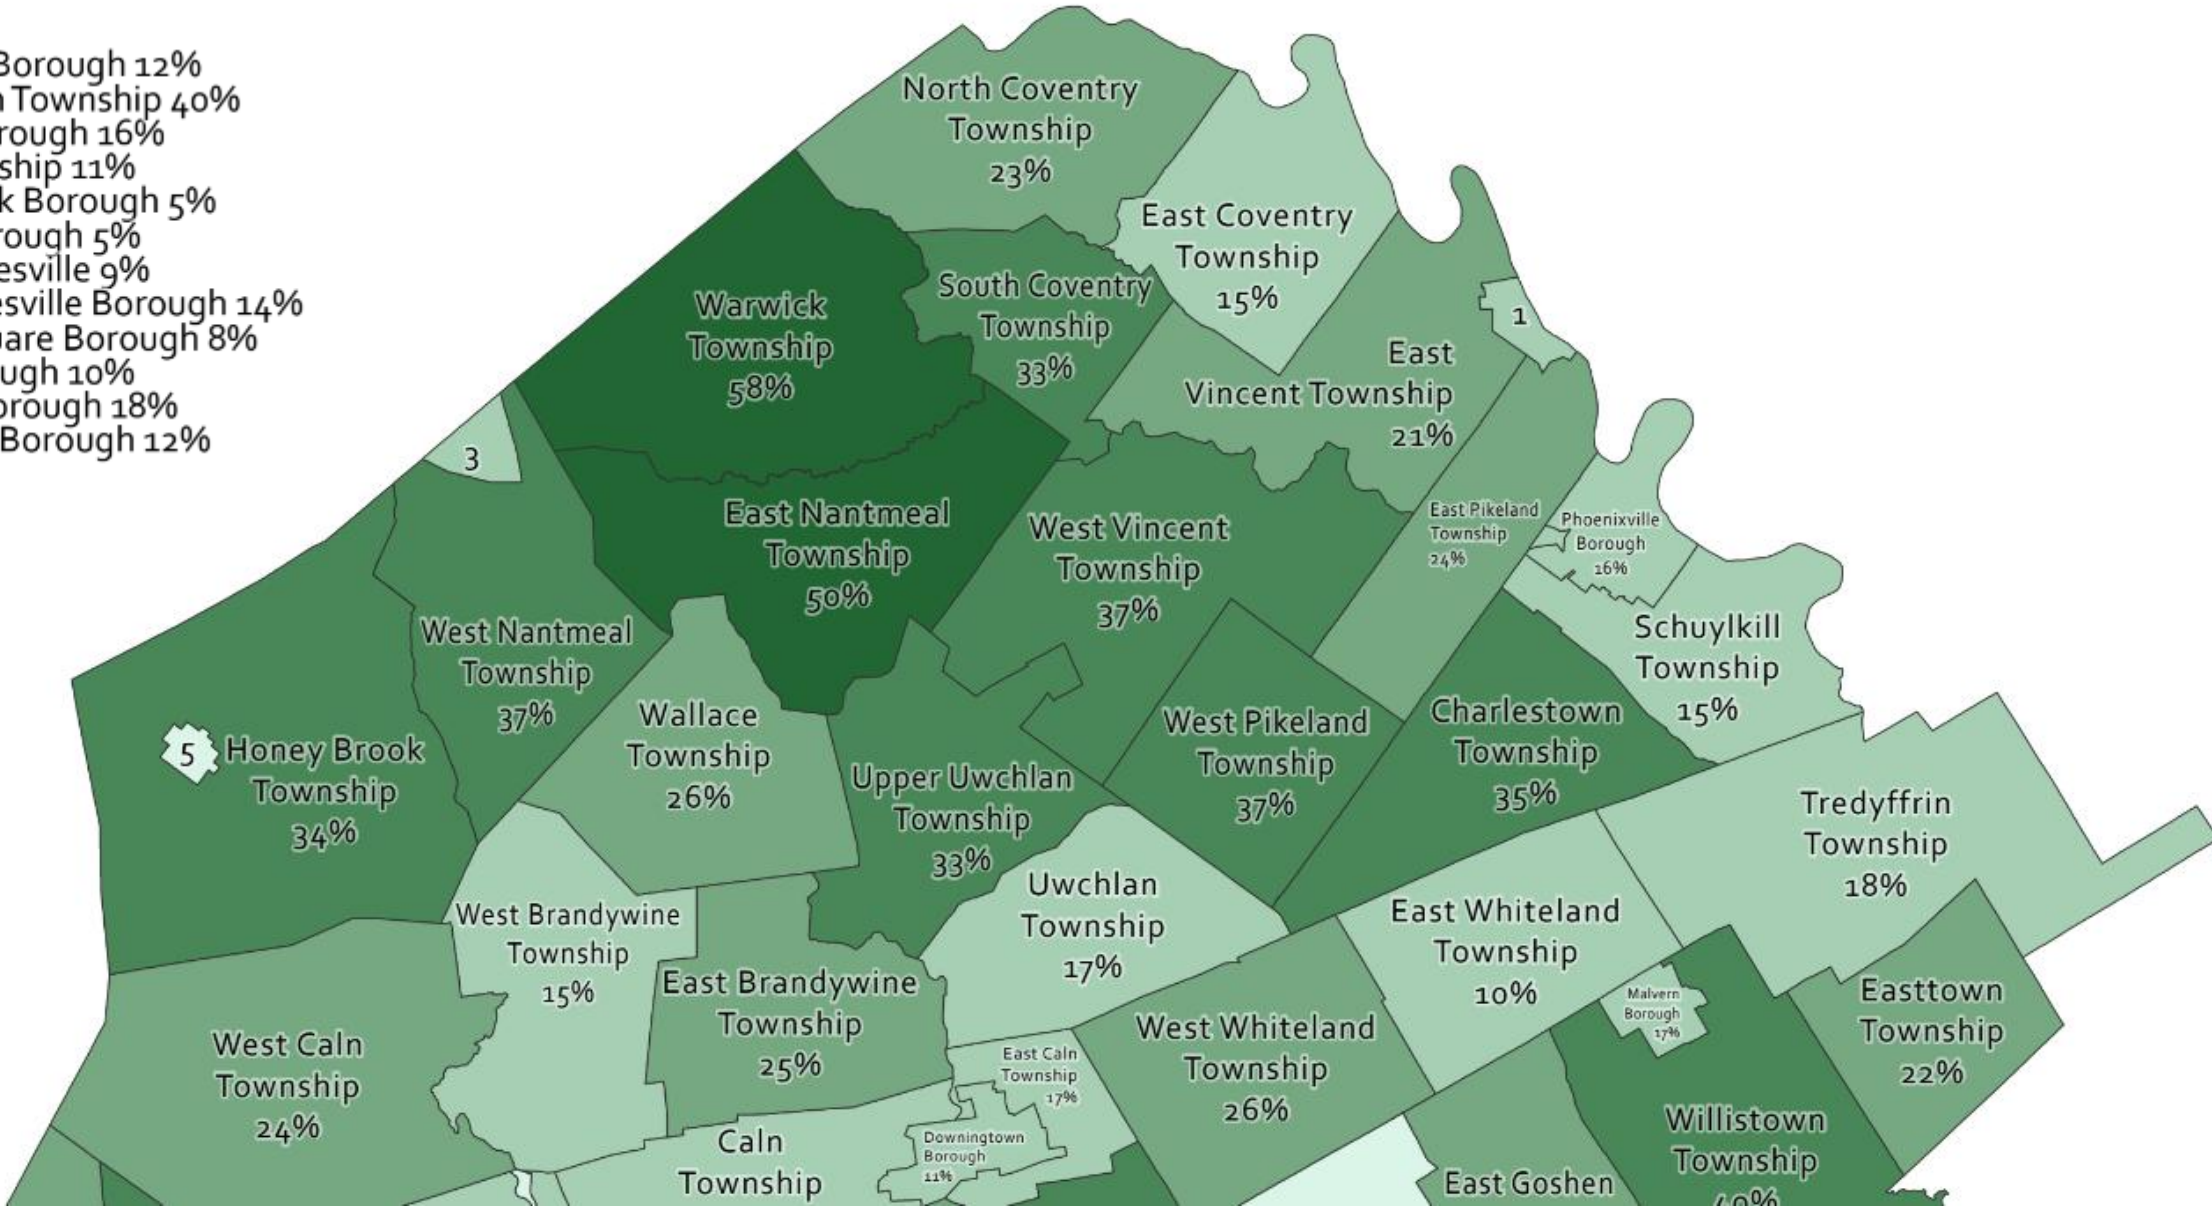 Borough 12%
Township 40%
rough 16%
ship 11%
k Borough 5%
rough 5%
esville 9%
esville Borough 14%
uare Borough 8%
ugh 10%
orough 18%
Borough 12%
North Coventry
Township
23%
East Coventry
Township
15%
South Coventry
Township
33%
Warwick
Township
58%
1
East
Vincent Township
21%
3
East Nantmeal
Township
50%
West Vincent
Township
37%
East Pikeland
Township
24%
Phoenixville
Borough
16%
Schuylkill
Township
15%
West Nantmeal
Township
37%
Wallace
Township
26%
5
Honey Brook
Township
34%
Upper Uwchlan
Township
33%
West Pikeland
Township
37%
Charlestown
Township
35%
Tredyffrin
Township
18%
Uwchlan
Township
17%
East Whiteland
Township
10%
West Brandywine
Township
15%
East Brandywine
Township
25%
West Caln
Township
24%
West Whiteland
Township
26%
East Caln
Township
17%
Malvern
Borough
17%
Easttown
Township
22%
Downingtown
Borough
11%
Caln
Township
East Goshen
Willistown
Township
40%